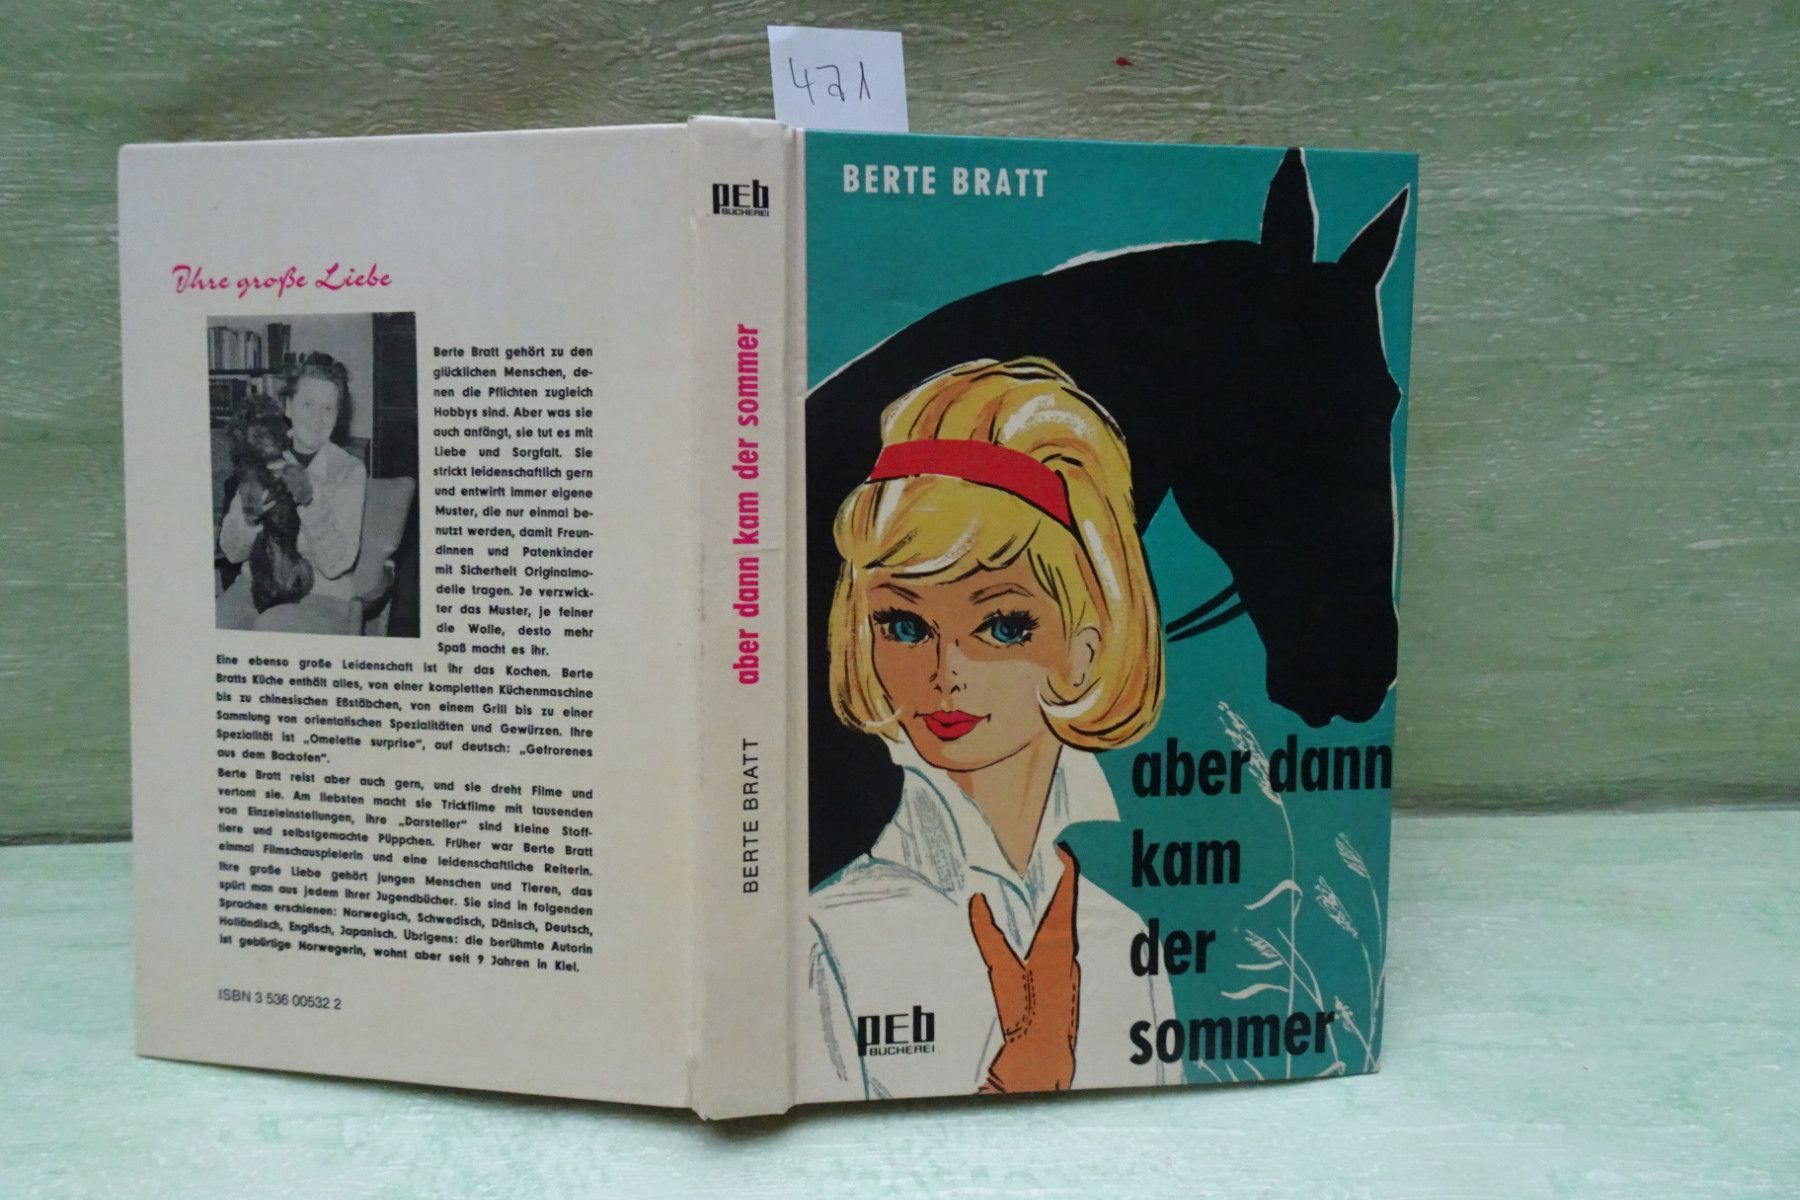 471
Ihre große Liebe
Berte Bratt gehört zu den
glücklichen Menschen, de-
nen die Pflichten zugleich
Hobbys sind. Aber was sie
auch anfängt, sie tut es mit
Liebe und Sorgfalt. Sie
strickt leidenschaftlich gern
und entwirft immer eigene
Muster, die nur einmal be-
nutzt werden, damit Freun-
dinnen und Patenkinder
mit Sicherheit Originalmo-
delle tragen. Je verzwick-
ter das Muster, je feiner
die Wolle, desto mehr
Spaß macht es ihr.
Eine ebenso große Leidenschaft ist ihr das Kochen. Berte
Bratts Küche enthält alles, von einer kompletten Küchenmaschine
bis zu chinesischen Eßstäbchen, von einem Grill bis zu einer
Sammlung von orientalischen Spezialitäten und Gewürzen. Ihre
Spezialität ist „Omelette surprise“, auf deutsch: „Gefrorenes
aus dem Backofen“.
Berte Bratt reist aber auch gern, und sie dreht Filme und
vertont sie. Am liebsten macht sie Trickfilme mit tausenden
von Einzeleinstellungen, ihre „Darsteller“ sind kleine Stoff-
tiere und selbstgemachte Püppchen. Früher war Berte Bratt
einmal Filmschauspielerin und eine leidenschaftliche Reiterin.
Ihre große Liebe gehört jungen Menschen und Tieren, das
spürt man aus jedem ihrer Jugendbücher. Sie sind in folgenden
Sprachen erschienen: Norwegisch, Schwedisch, Dänisch, Deutsch,
Holländisch, Englisch, Japanisch. Übrigens: die berühmte Autorin
ist gebürtige Norwegerin, wohnt aber seit 9 Jahren in Kiel.
ISBN 3 536 00532 2
PEb
BÜCHEREI
aber dann kam der sommer
BERTE BRATT
BERTE BRATT
aber dann
kam
der
sommer
PEb
BÜCHEREI